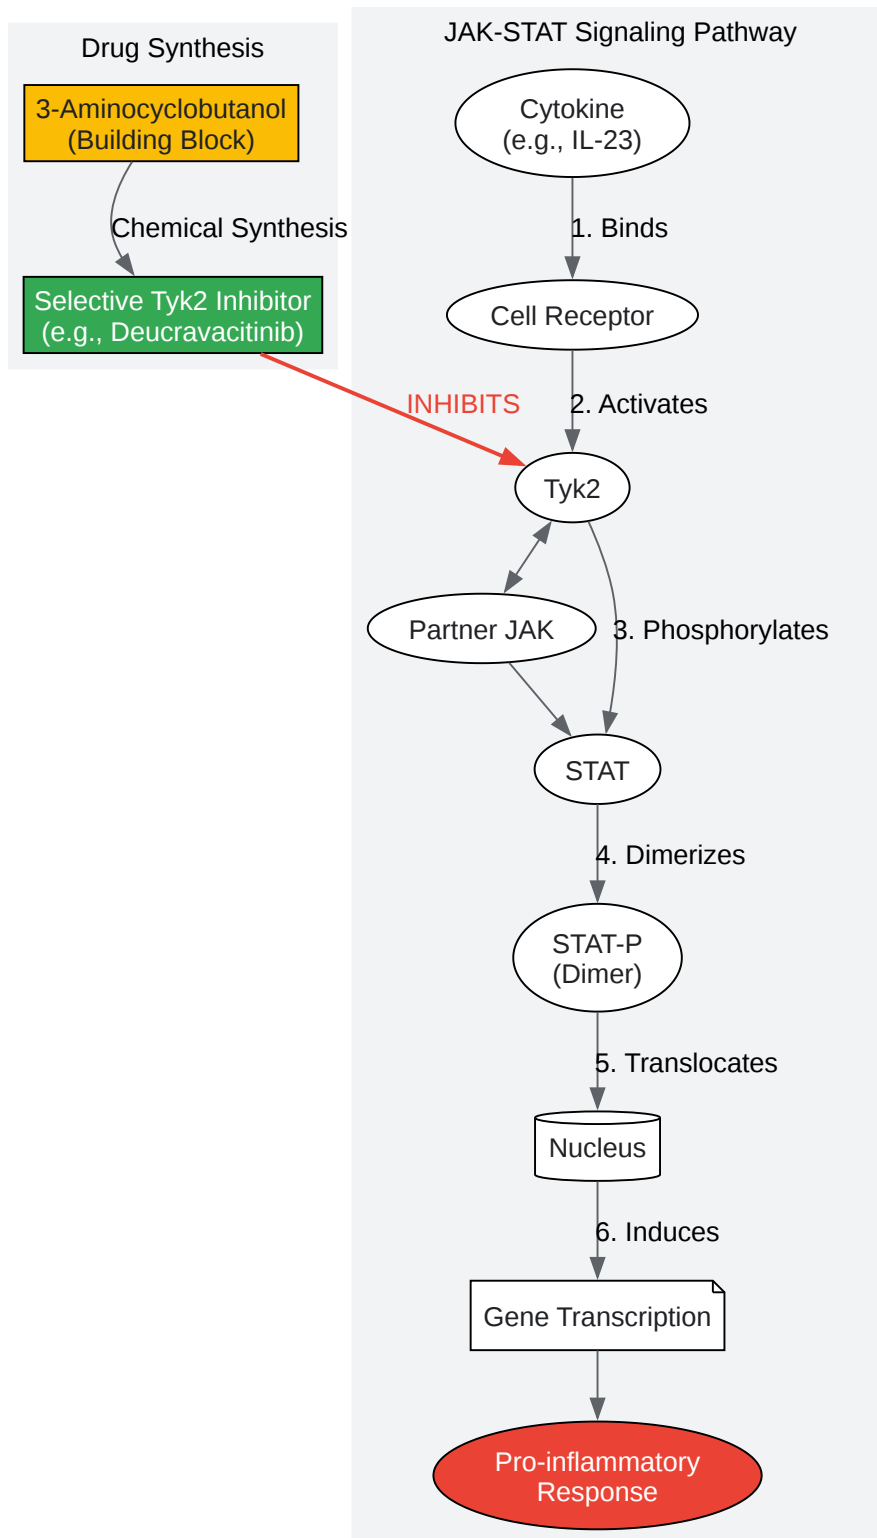 Drug Synthesis
3-Aminocyclobutanol
(Building Block)
Chemical Synthesis
Selective Tyk2 Inhibitor
(e.g., Deucravacitinib)
INHIBITS
JAK-STAT Signaling Pathway
Cytokine
(e.g., IL-23)
1. Binds
Cell Receptor
2. Activates
Tyk2
Partner JAK
3. Phosphorylates
STAT
4. Dimerizes
STAT-P
(Dimer)
5. Translocates
Nucleus
6. Induces
Gene Transcription
Pro-inflammatory
Response